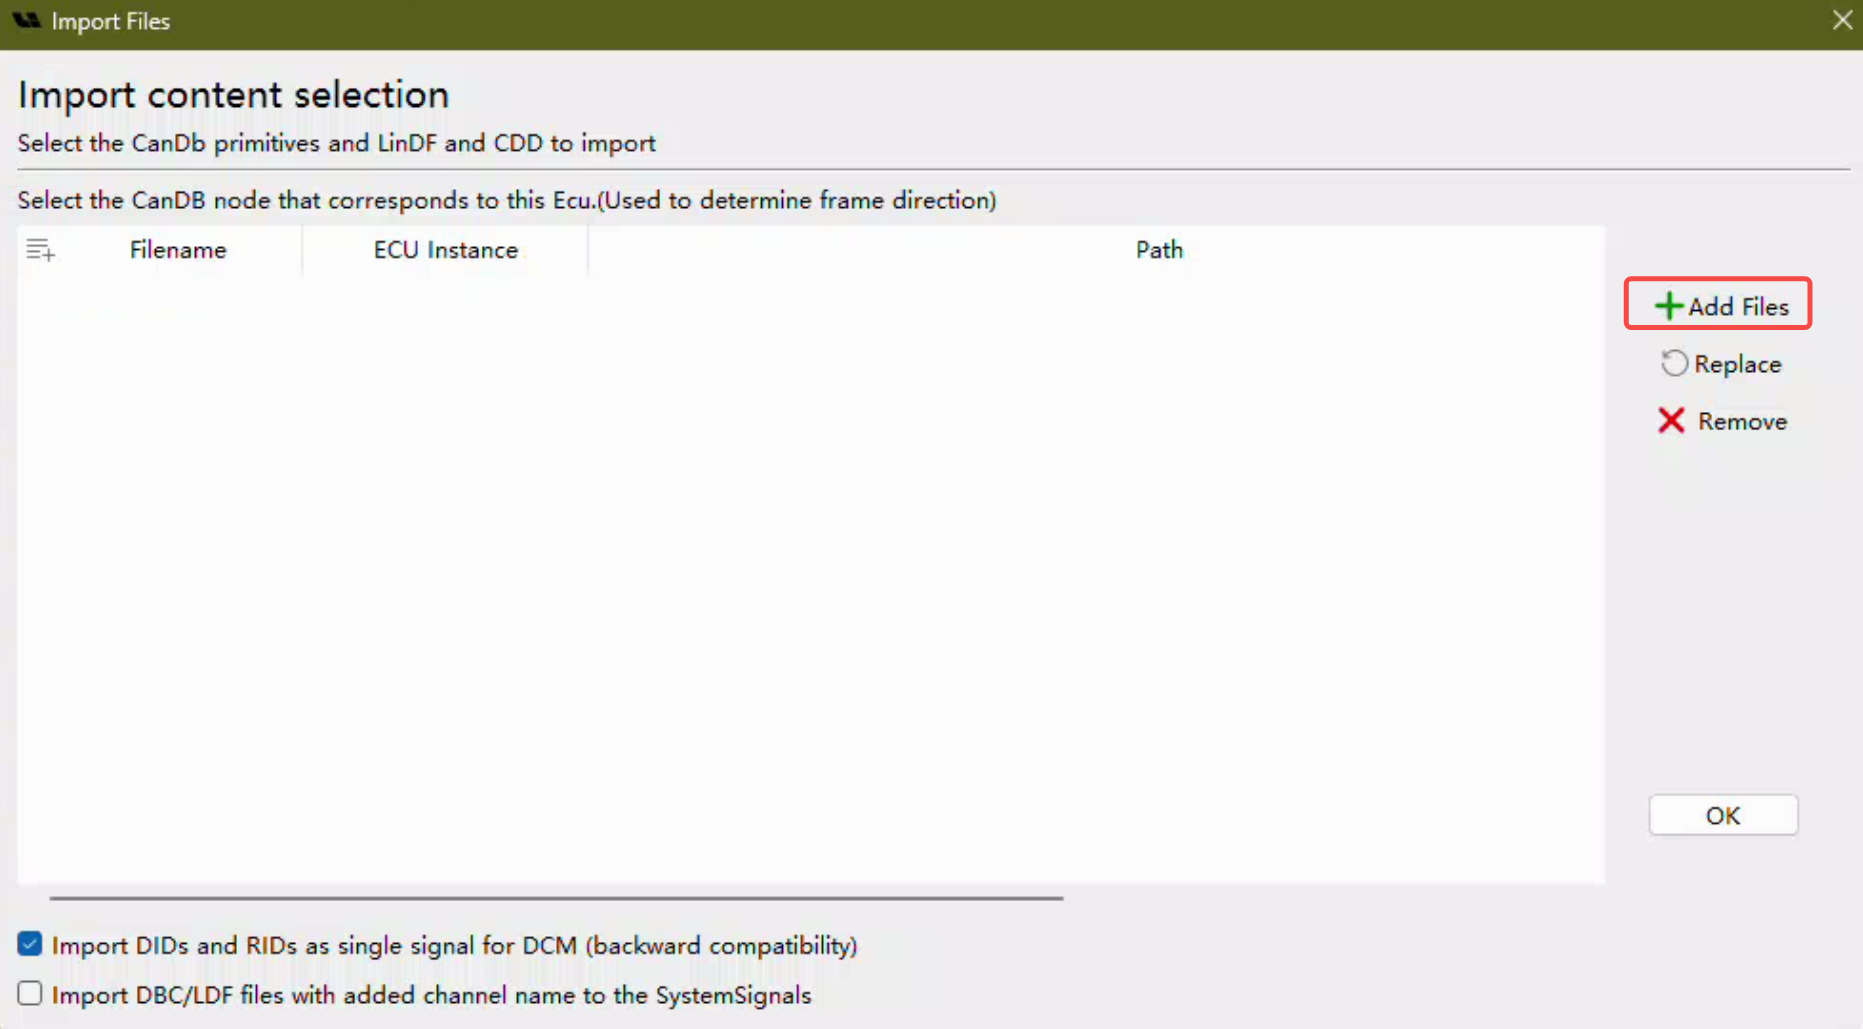 Import Files
Import content selection
Select the CanDb primitives and LinDF and CDD to import
Select the CanDB node that corresponds to this Ecu.(Used to determine frame direction)
Filename ECU Instance Path
Add Files
Replace
Remove
OK
Import DIDs and RIDs as single signal for DCM (backward compatibility)
Import DBC/LDF files with added channel name to the SystemSignals